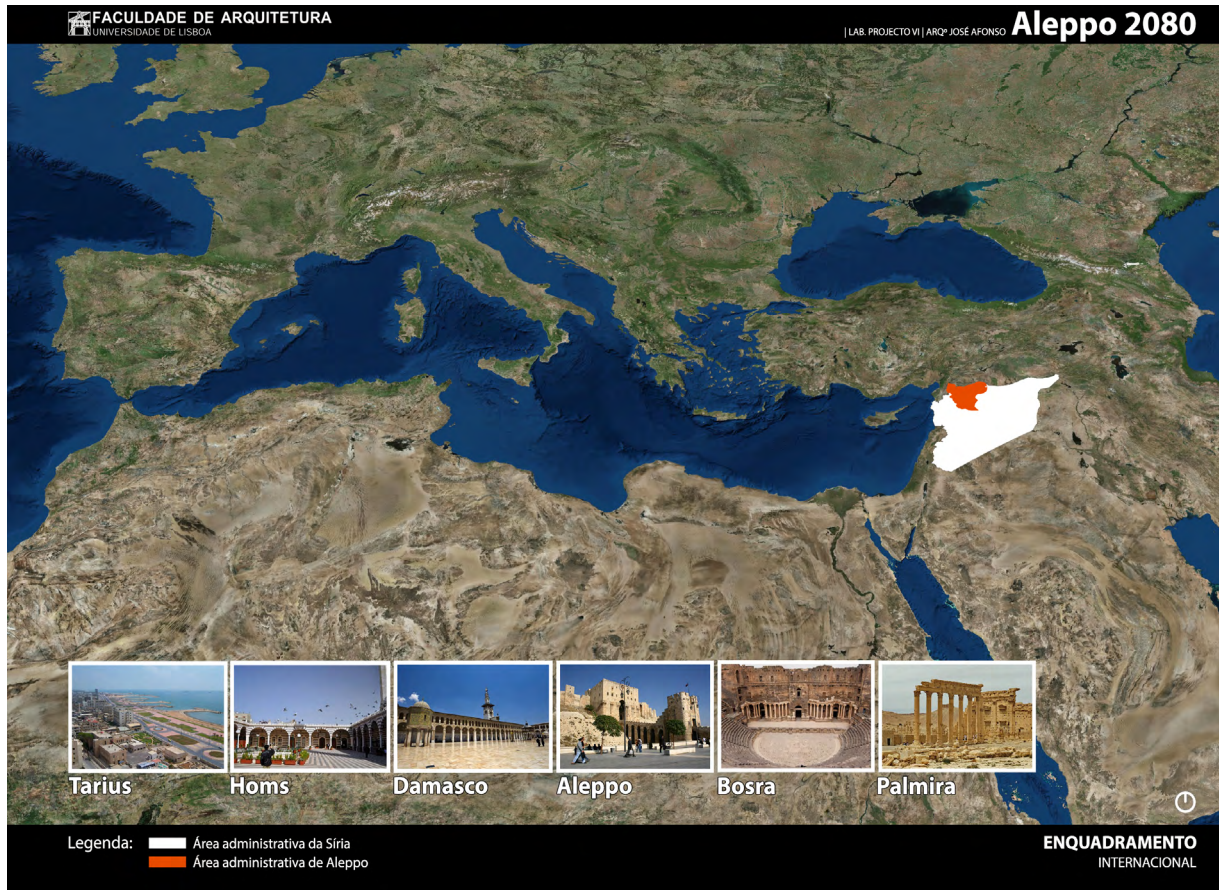 FACULDADE DE ARQUITETURA
UNIVERSIDADE DE LISBOA
| LAB. PROJECTO VI | ARQº JOSÉ AFONSO Aleppo 2080
Tarius Homs Damasco Aleppo Bosra Palmira
Legenda:
Área administrativa da Síria
Área administrativa de Aleppo
ENQUADRAMENTO
INTERNACIONAL